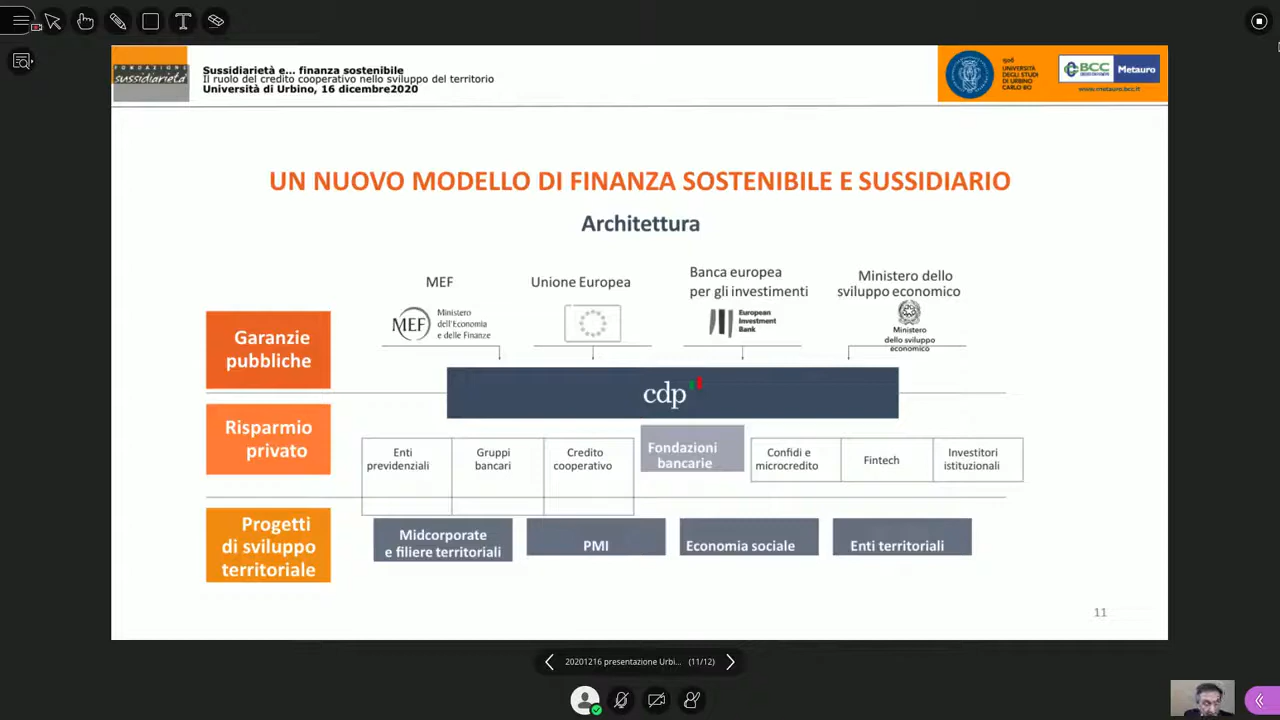 FONDAZIONE
sussidiarietà
Sussidiarietà e... finanza sostenibile
Il ruolo del credito cooperativo nello sviluppo del territorio
Università di Urbino, 16 dicembre2020
UNIVERSITÀ
DEGLI STUDI
DI URBINO
CARLO BO
BCC Metauro
www.metauro.bcc.it
UN NUOVO MODELLO DI FINANZA SOSTENIBILE E SUSSIDIARIO
Architettura
MEF
Unione Europea
Banca europea
per gli investimenti
Ministero dello
sviluppo economico
MEF
Ministero
dell'Economia
e delle Finanze
European
Investment
Bank
Ministero
dello sviluppo
economico
Garanzie
pubbliche
cdp
Risparmio
privato
Enti
previdenziali
Gruppi
bancari
Credito
cooperativo
Fondazioni
bancarie
Confidi e
microcredito
Fintech
Investitori
istituzionali
Progetti
di sviluppo
territoriale
Midcorporate
e filiere territoriali
PMI
Economia sociale
Enti territoriali
11
20201216 presentazione Urbi... (11/12)